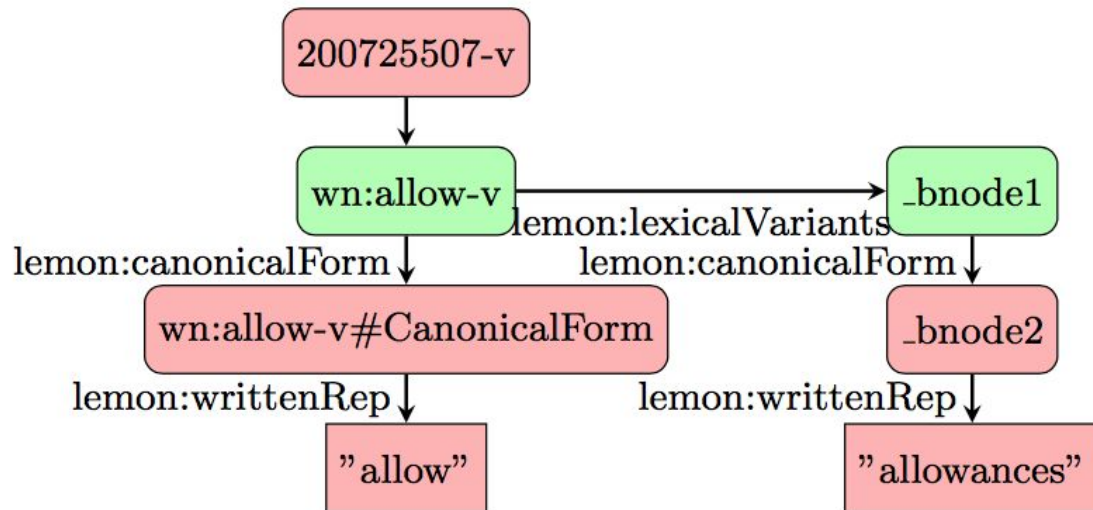 200725507-v
wn:allow-v
_bnode1
lemon:lexicalVariants
lemon:canonicalForm
lemon:canonicalForm
wn:allow-v#CanonicalForm
_bnode2
lemon:writtenRep
lemon:writtenRep
"allow"
"allowances"